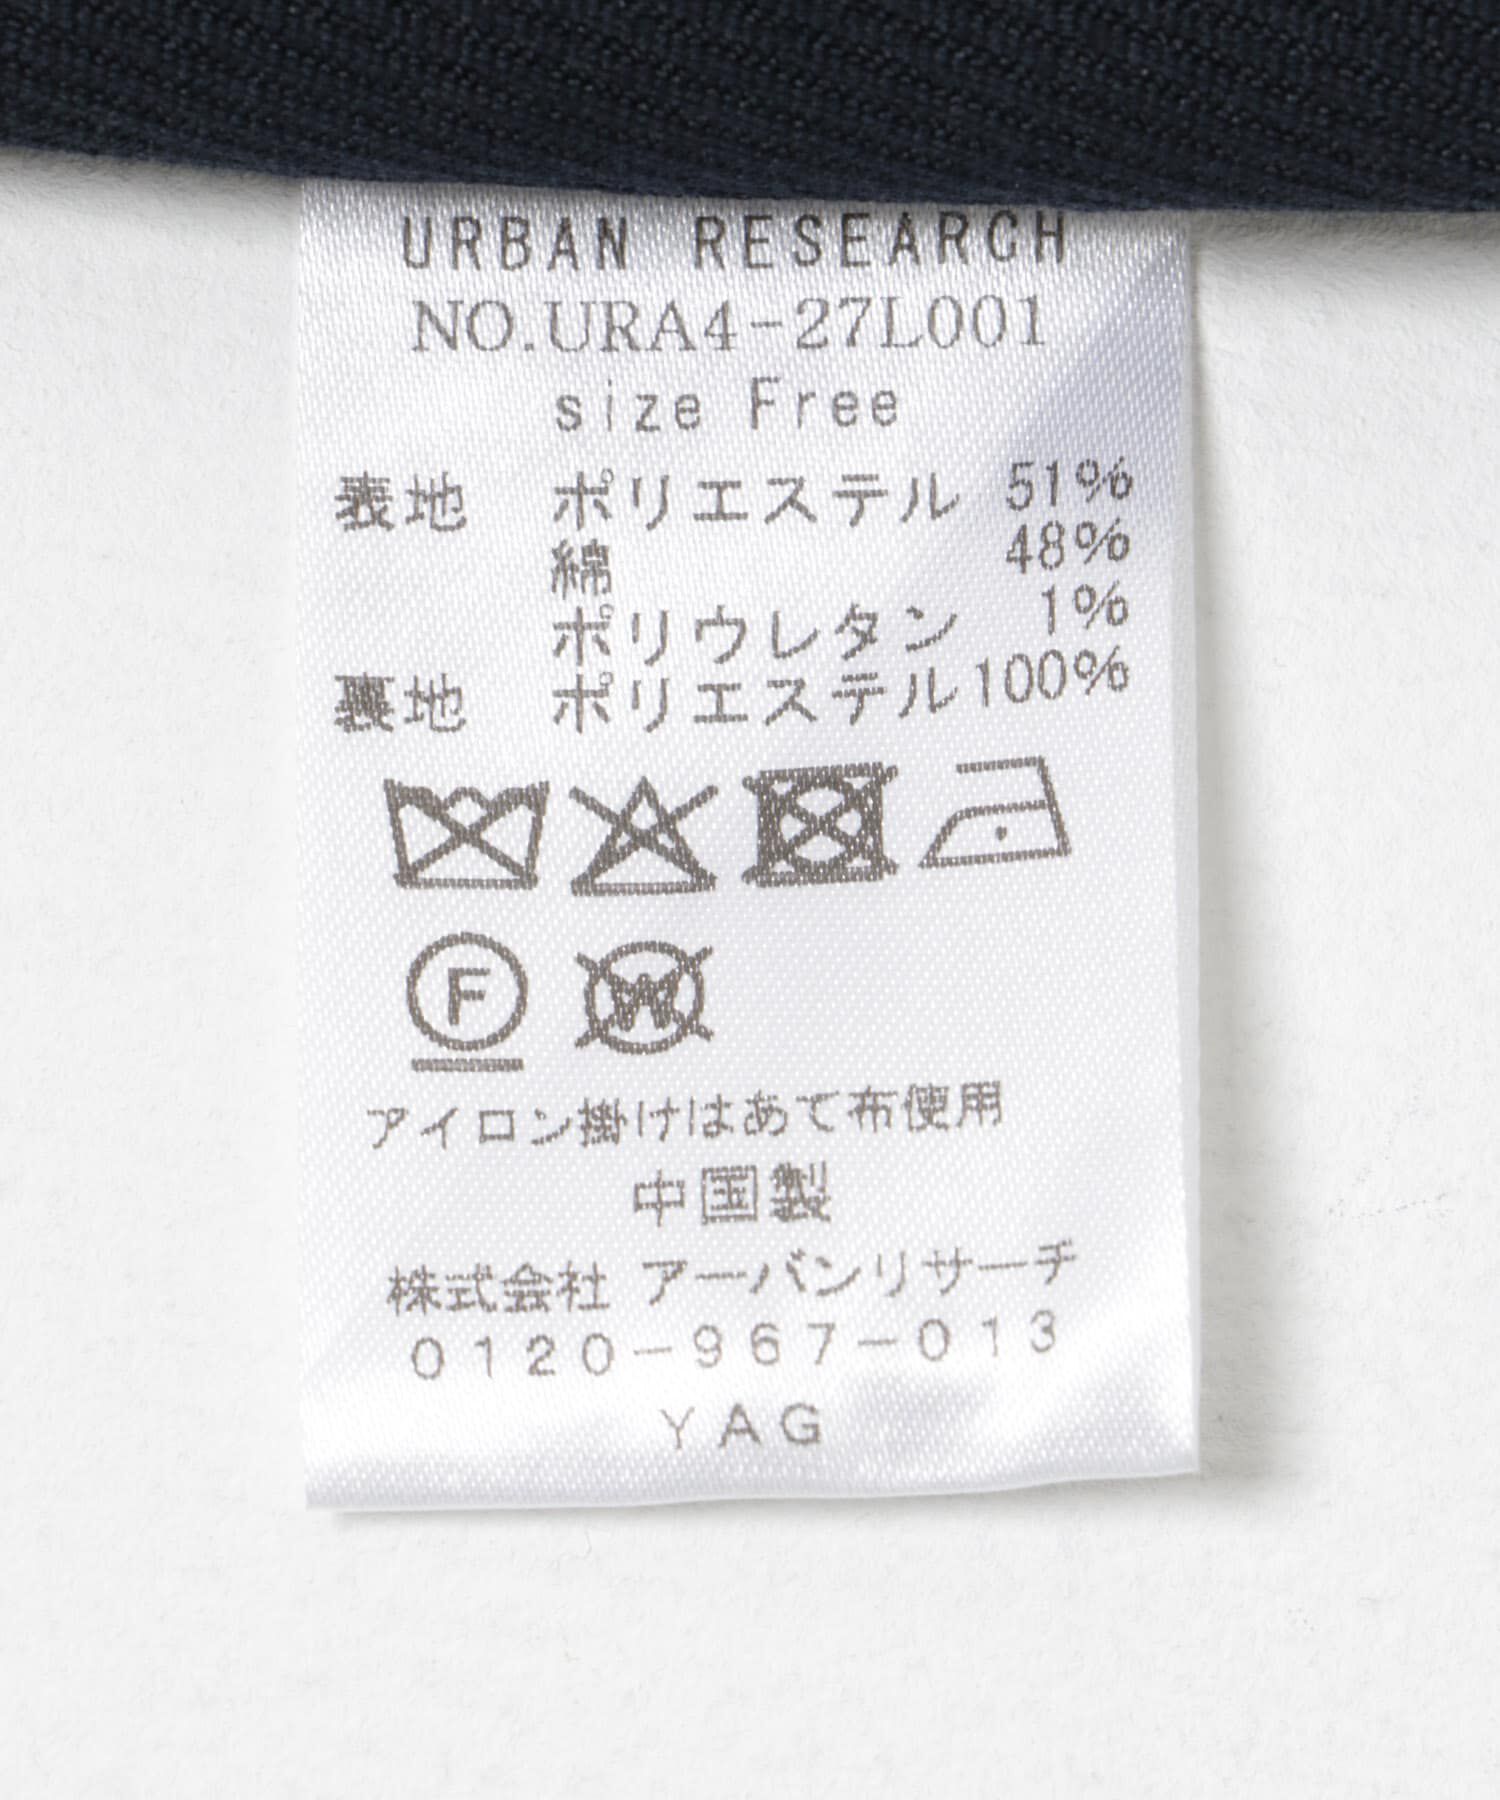 URBAN RESEARCH
NO.URA4-27L001
size Free
表地 ポリエステル 51%
綿 48%
ポリウレタン 1%
裏地 ポリエステル100%
F
W
アイロン掛けはあて布使用
中国製
株式会社 アーバンリサーチ
0120-967-013
YAG